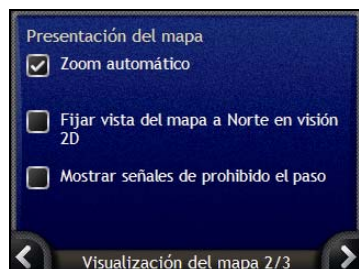 Presentación del mapa
Zoom automático
Fijar vista del mapa a Norte en visión
2D
Mostrar señales de prohibido el paso
Visualización del mapa 2/3